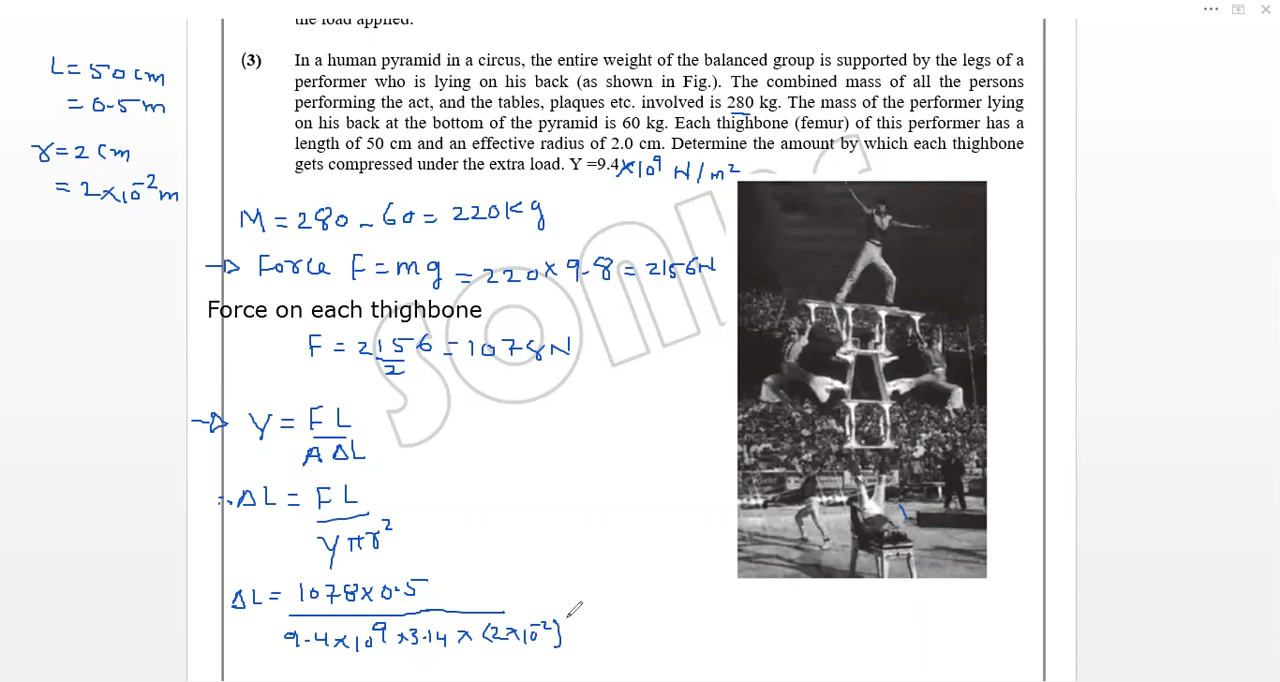 the load applied.
(3) In a human pyramid in a circus, the entire weight of the balanced group is supported by the legs of a
performer who is lying on his back (as shown in Fig.). The combined mass of all the persons
performing the act, and the tables, plaques etc. involved is 280 kg. The mass of the performer lying
on his back at the bottom of the pyramid is 60 kg. Each thighbone (femur) of this performer has a
length of 50 cm and an effective radius of 2.0 cm. Determine the amount by which each thighbone
gets compressed under the extra load. Y =9.4×10⁹ N/m²
L = 50 cm
= 0.5 m
r = 2 cm
= 2×10⁻² m
M = 280 - 60 = 220 kg
→ Force F = mg = 220 × 9.8 = 2156 N
Force on each thighbone
F = 2156/2 = 1078 N
→ Y = FL / A ΔL
∴ ΔL = FL / Y π r²
ΔL = 1078 × 0.5 / 9.4×10⁹ × 3.14 × (2×10⁻²)